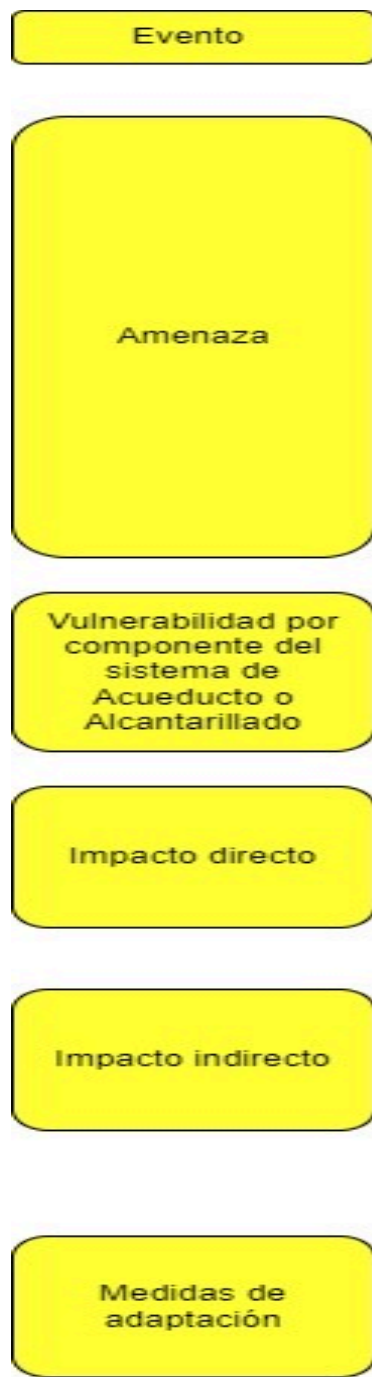 Evento
Amenaza
Vulnerabilidad por
componente del
sistema de
Acueducto o
Alcantarillado
Impacto directo
Impacto indirecto
Medidas de
adaptación